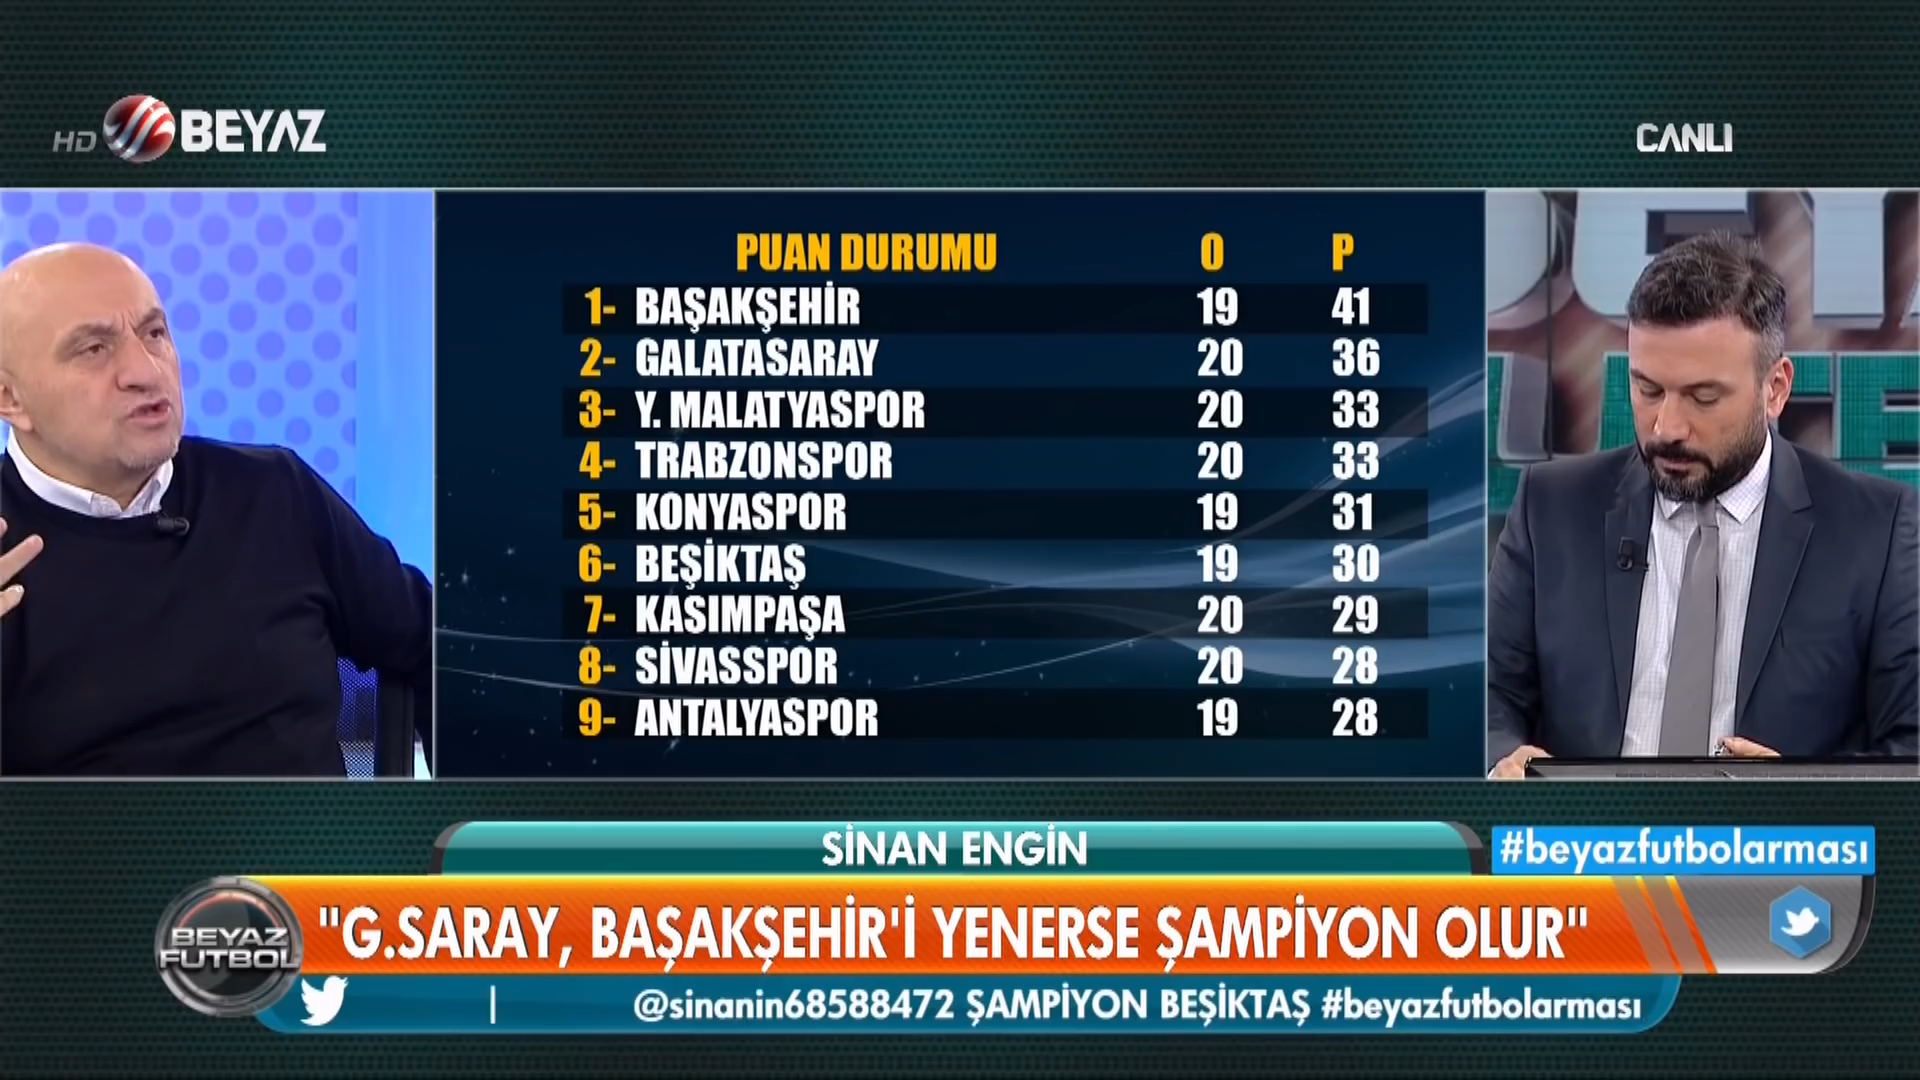 HD BEYAZ
CANLI
PUAN DURUMU O P
1- BAŞAKŞEHİR 19 41
2- GALATASARAY 20 36
3- Y. MALATYASPOR 20 33
4- TRABZONSPOR 20 33
5- KONYASPOR 19 31
6- BEŞİKTAŞ 19 30
7- KASIMPAŞA 20 29
8- SİVASSPOR 20 28
9- ANTALYASPOR 19 28
SİNAN ENGİN
#beyazfutbolarması
BEYAZ
FUTBOL
"G.SARAY, BAŞAKŞEHİR'İ YENERSE ŞAMPİYON OLUR"
| @sinanin68588472 ŞAMPİYON BEŞİKTAŞ #beyazfutbolarması